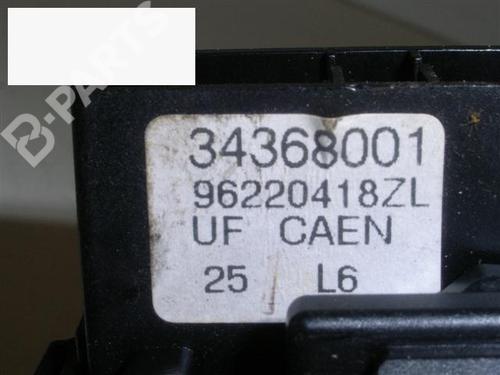 B-PARTS
34368001
96220418ZL
UF CAEN
25 L6